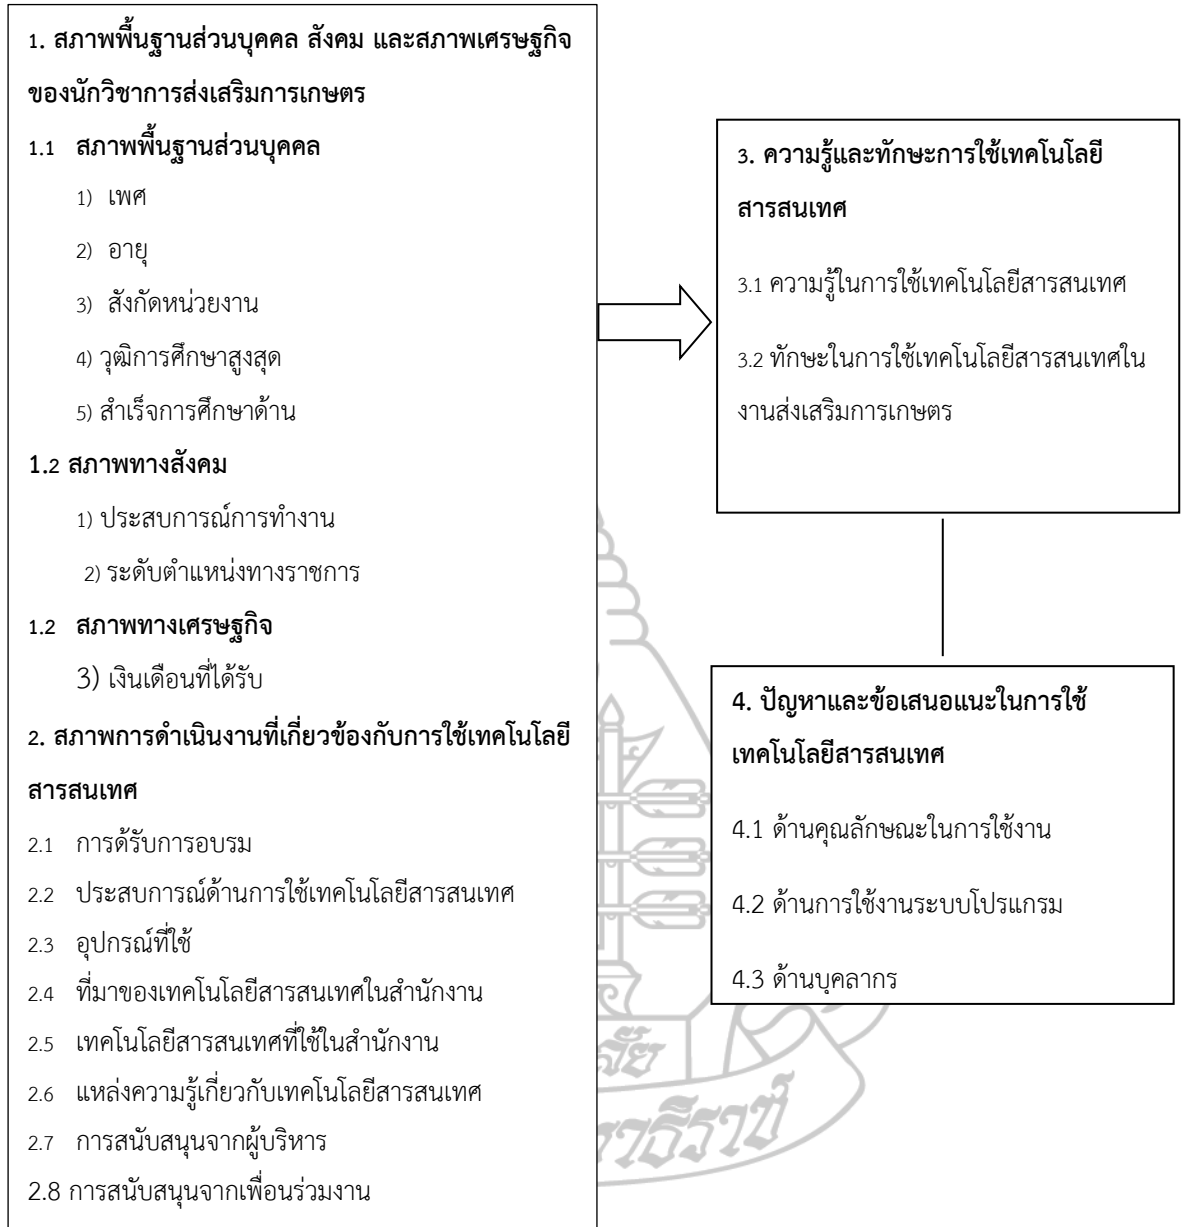 1. สภาพพื้นฐานส่วนบุคคล สังคม และสภาพเศรษฐกิจ
ของนักวิชาการส่งเสริมการเกษตร
1.1 สภาพพื้นฐานส่วนบุคคล
1) เพศ
2) อายุ
3) สังกัดหน่วยงาน
4) วุฒิการศึกษาสูงสุด
5) สำเร็จการศึกษาด้าน
1.2 สภาพทางสังคม
1) ประสบการณ์การทำงาน
2) ระดับตำแหน่งทางราชการ
1.2 สภาพทางเศรษฐกิจ
3) เงินเดือนที่ได้รับ
2. สภาพการดำเนินงานที่เกี่ยวข้องกับการใช้เทคโนโลยี
สารสนเทศ
2.1 การด้รับการอบรม
2.2 ประสบการณ์ด้านการใช้เทคโนโลยีสารสนเทศ
2.3 อุปกรณ์ที่ใช้
2.4 ที่มาของเทคโนโลยีสารสนเทศในสำนักงาน
2.5 เทคโนโลยีสารสนเทศที่ใช้ในสำนักงาน
2.6 แหล่งความรู้เกี่ยวกับเทคโนโลยีสารสนเทศ
2.7 การสนับสนุนจากผู้บริหาร
2.8 การสนับสนุนจากเพื่อนร่วมงาน
3. ความรู้และทักษะการใช้เทคโนโลยี
สารสนเทศ
3.1 ความรู้ในการใช้เทคโนโลยีสารสนเทศ
3.2 ทักษะในการใช้เทคโนโลยีสารสนเทศใน
งานส่งเสริมการเกษตร
4. ปัญหาและข้อเสนอแนะในการใช้
เทคโนโลยีสารสนเทศ
4.1 ด้านคุณลักษณะในการใช้งาน
4.2 ด้านการใช้งานระบบโปรแกรม
4.3 ด้านบุคลากร